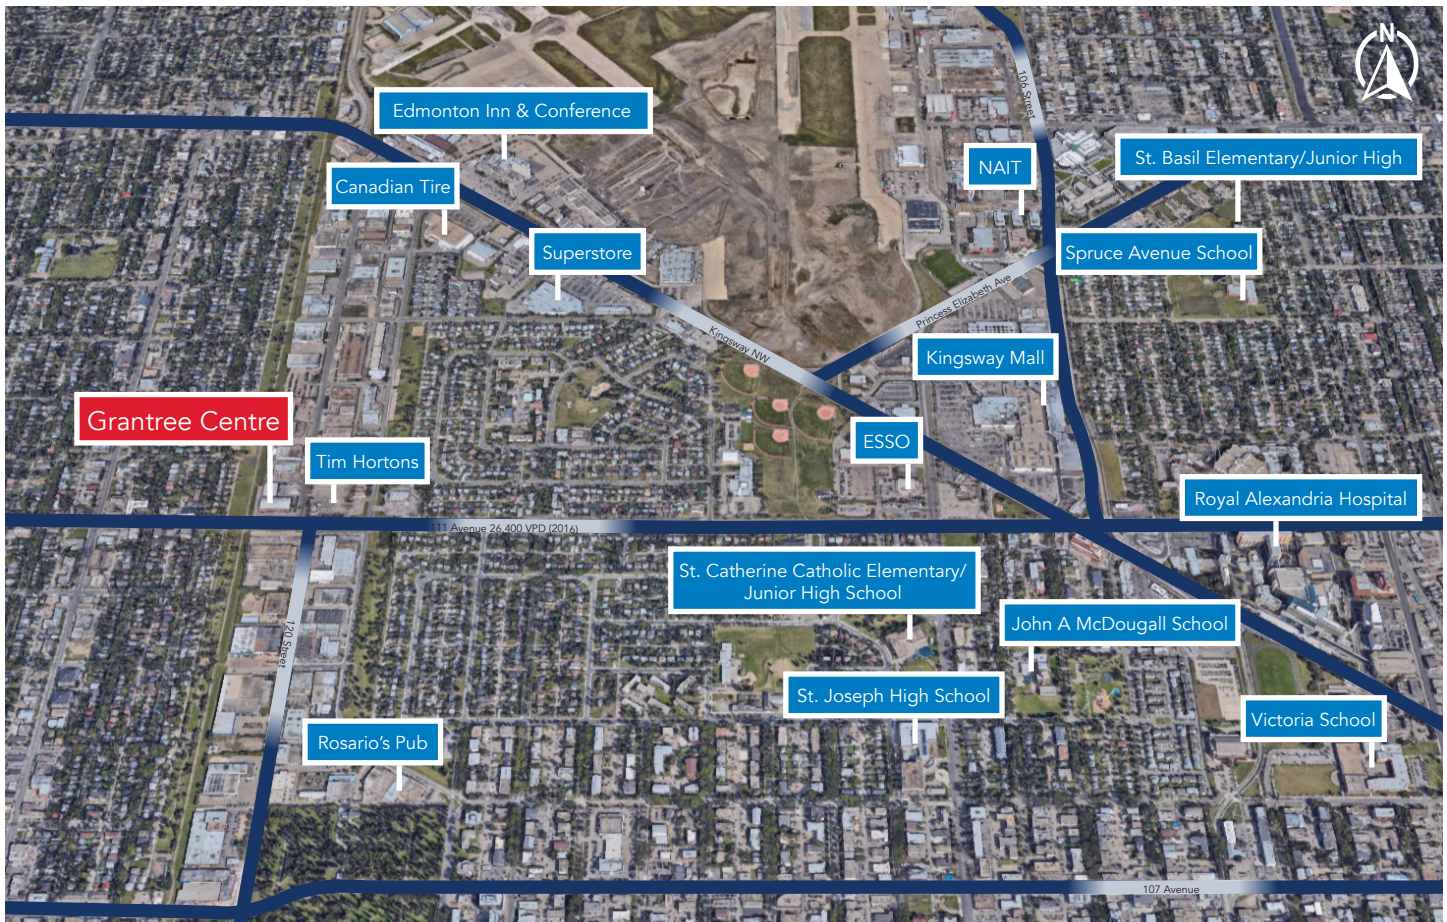 N
106 Street
Edmonton Inn & Conference
St. Basil Elementary/Junior High
NAIT
Canadian Tire
Superstore
Spruce Avenue School
Princess Elizabeth Ave
Kingsway NW
Kingsway Mall
Grantree Centre
ESSO
Tim Hortons
Royal Alexandria Hospital
111 Avenue 26,400 VPD (2016)
St. Catherine Catholic Elementary/
Junior High School
John A McDougall School
120 Street
St. Joseph High School
Victoria School
Rosario's Pub
107 Avenue